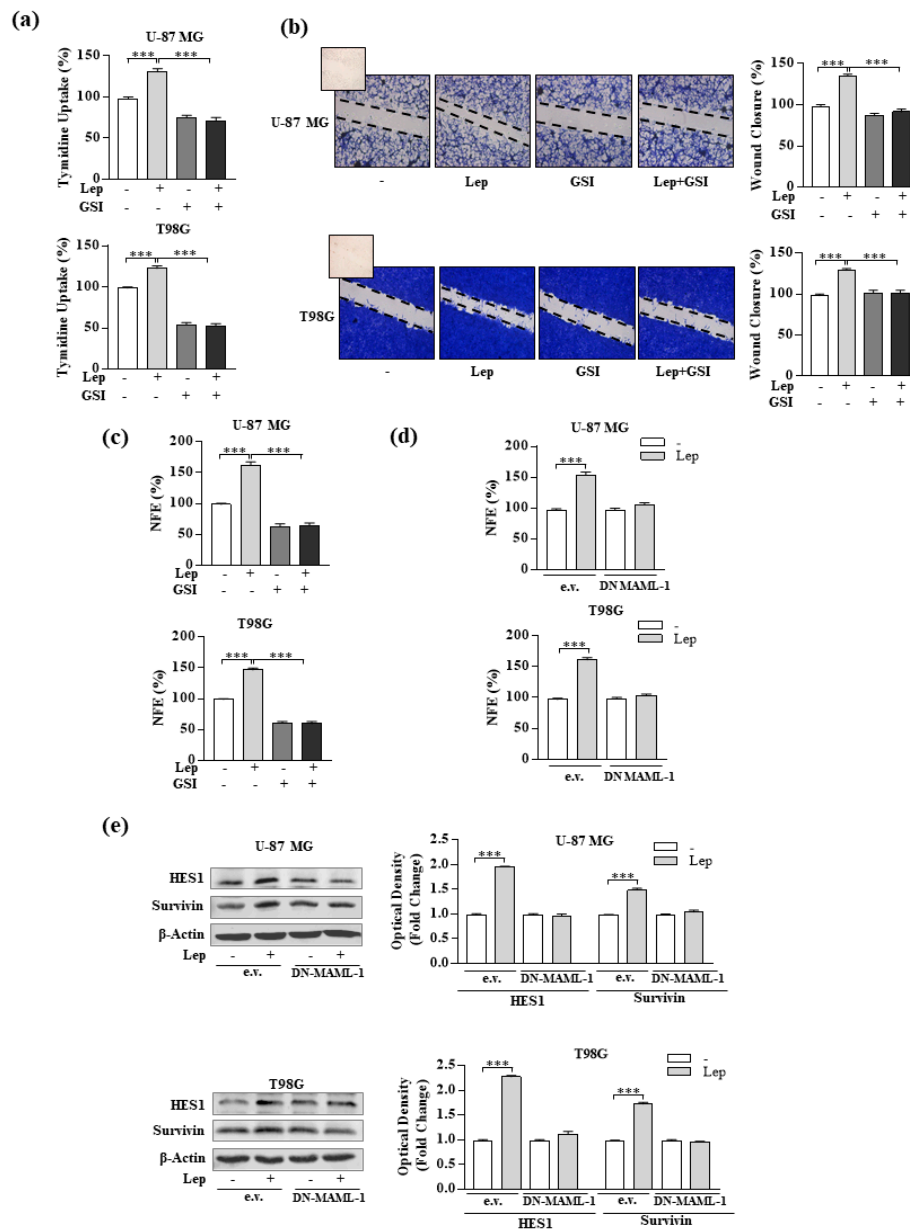 (a)
U-87 MG
Tymidine Uptake (%)
150
100
50
0
*** ***
Lep - + - +
GSI - - + +
T98G
Tymidine Uptake (%)
150
100
50
0
*** ***
Lep - + - +
GSI - - + +
(b)
U-87 MG
- Lep GSI Lep+GSI
Wound Closure (%)
150
100
50
0
*** ***
Lep - + - +
GSI - - + +
T98G
- Lep GSI Lep+GSI
Wound Closure (%)
150
100
50
0
*** ***
Lep - + - +
GSI - - + +
(c)
U-87 MG
NFE (%)
200
150
100
50
0
*** ***
Lep - + - +
GSI - - + +
T98G
NFE (%)
200
150
100
50
0
*** ***
Lep - + - +
GSI - - + +
(d)
U-87 MG
-
Lep
NFE (%)
200
150
100
50
0
***
e.v. DN MAML-1
T98G
-
Lep
NFE (%)
200
150
100
50
0
***
e.v. DN MAML-1
(e)
U-87 MG
HES1
Survivin
β-Actin
Lep - + - +
e.v. DN-MAML-1
U-87 MG
-
Lep
Optical Density
(Fold Change)
2.5
2.0
1.5
1.0
0.5
0.0
*** ***
e.v. DN-MAML-1 e.v. DN-MAML-1
HES1 Survivin
T98G
HES1
Survivin
β-Actin
Lep - + - +
e.v. DN-MAML-1
T98G
-
Lep
Optical Density
(Fold Change)
2.5
2.0
1.5
1.0
0.5
0.0
*** ***
e.v. DN-MAML-1 e.v. DN-MAML-1
HES1 Survivin